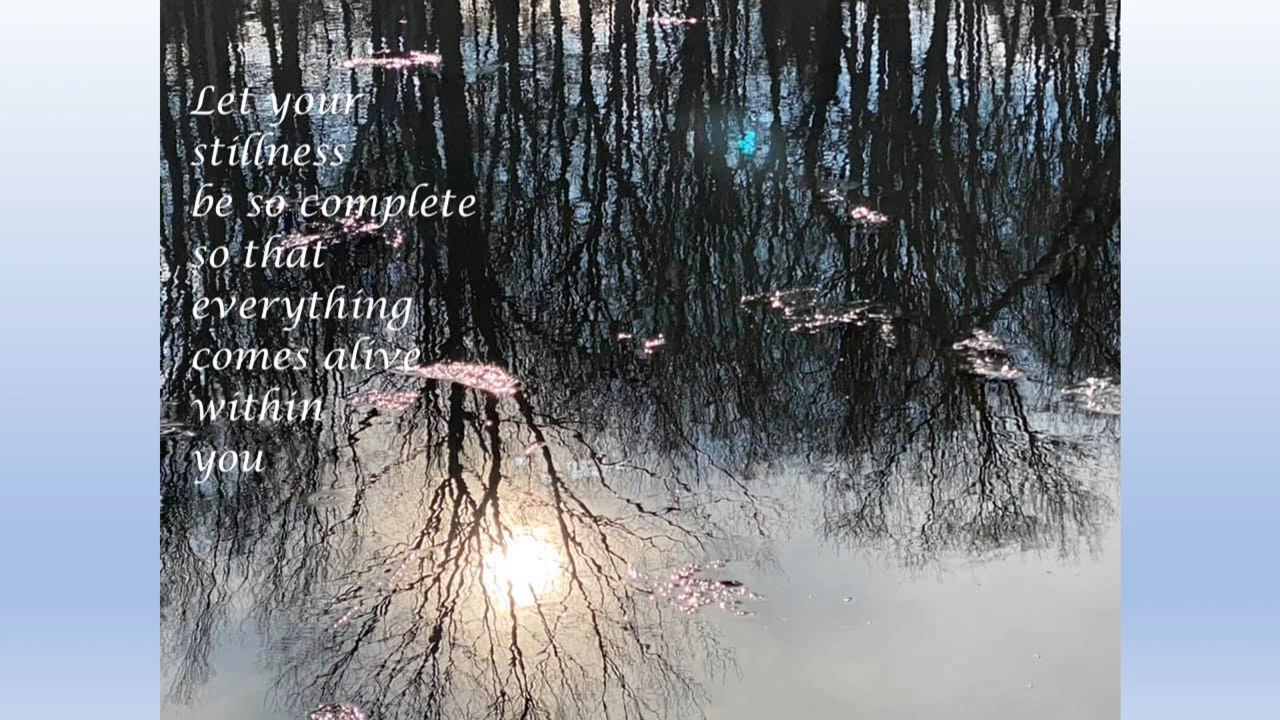 Let your
stillness
be so complete
so that
everything
comes alive
within
you